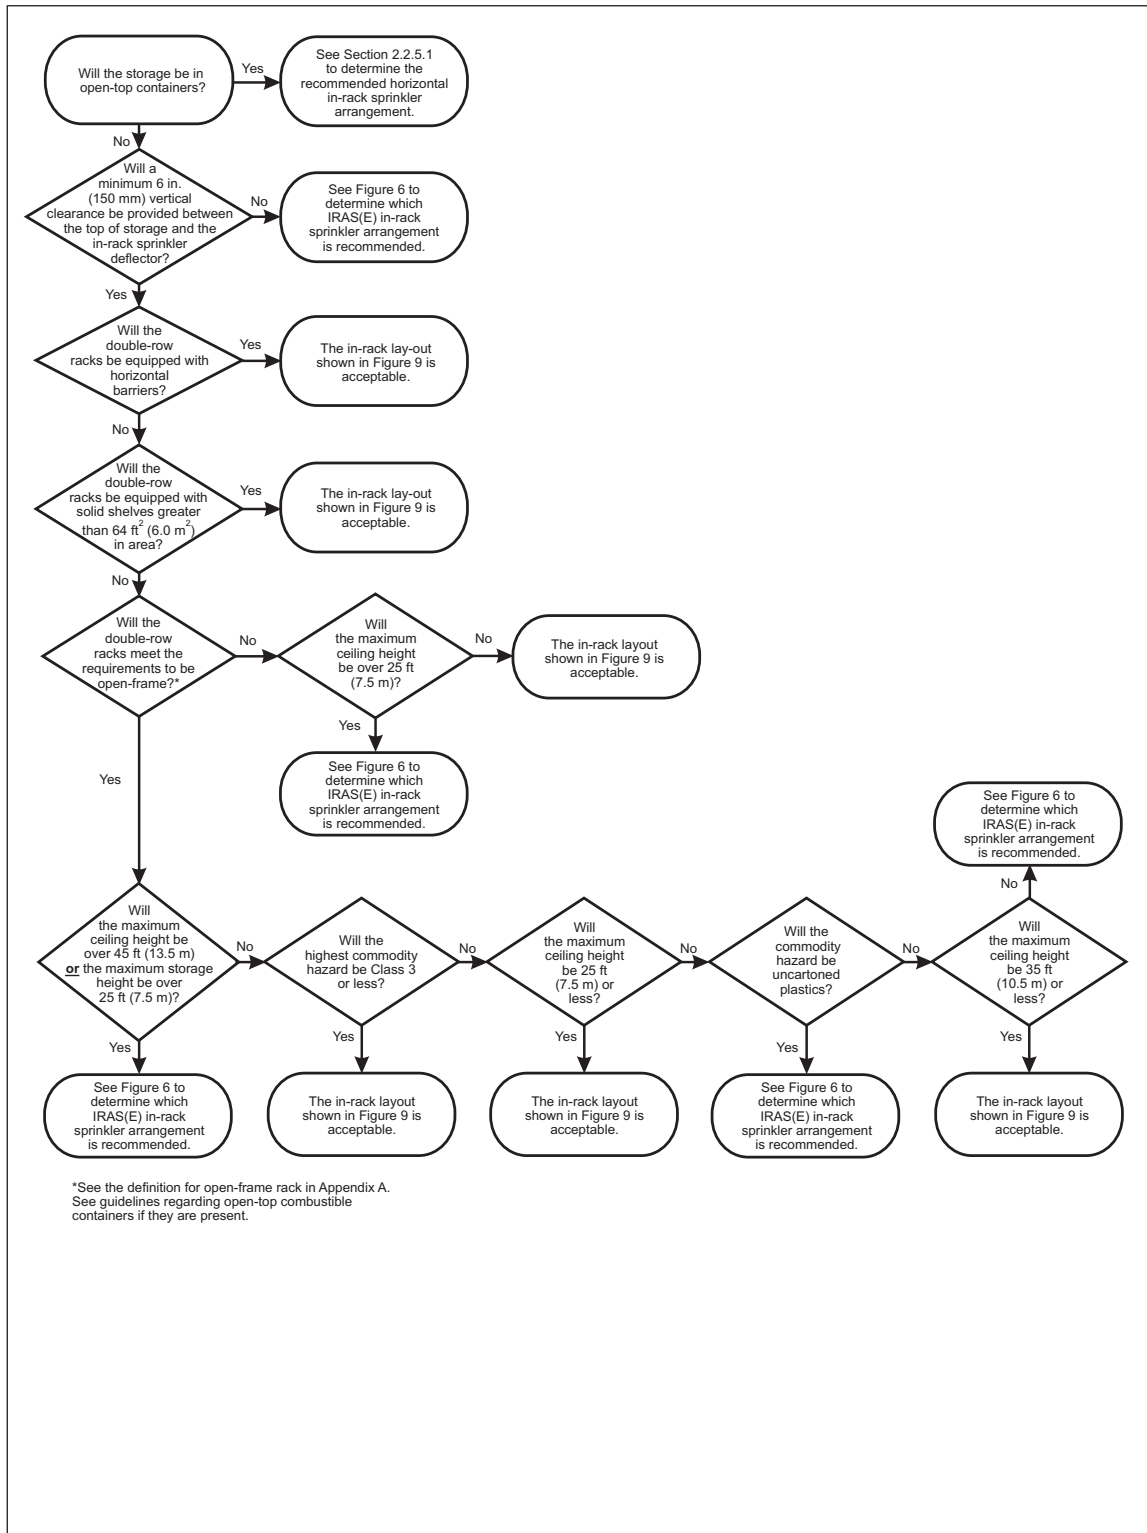 Will the storage be in
open-top containers?
Yes
See Section 2.2.5.1
to determine the
recommended horizontal
in-rack sprinkler
arrangement.
No
Will a
minimum 6 in.
(150 mm) vertical
clearance be provided between
the top of storage and the
in-rack sprinkler
deflector?
No
See Figure 6 to
determine which
IRAS(E) in-rack
sprinkler arrangement
is recommended.
Yes
Will the
double-row
racks be equipped with
horizontal
barriers?
Yes
The in-rack lay-out
shown in Figure 9 is
acceptable.
No
Will the
double-row
racks be equipped with
solid shelves greater
than 64 ft² (6.0 m²)
in area?
Yes
The in-rack lay-out
shown in Figure 9 is
acceptable.
No
Will the
double-row
racks meet the
requirements to be
open-frame?*
No
Will
the maximum
ceiling height
be over 25 ft
(7.5 m)?
No
The in-rack layout
shown in Figure 9 is
acceptable.
Yes
See Figure 6 to
determine which
IRAS(E) in-rack
sprinkler arrangement
is recommended.
Yes
Will
the maximum
ceiling height be
over 45 ft (13.5 m)
or the maximum storage
height be over
25 ft (7.5 m)?
No
Will the
highest commodity
hazard be Class 3
or less?
No
Will
the maximum
ceiling height
be 25 ft
(7.5 m) or
less?
No
Will the
commodity
hazard be
uncartoned
plastics?
No
Will
the maximum
ceiling height
be 35 ft
(10.5 m) or
less?
No
See Figure 6 to
determine which
IRAS(E) in-rack
sprinkler arrangement
is recommended.
Yes
See Figure 6 to
determine which
IRAS(E) in-rack
sprinkler arrangement
is recommended.
Yes
The in-rack layout
shown in Figure 9 is
acceptable.
Yes
The in-rack layout
shown in Figure 9 is
acceptable.
Yes
See Figure 6 to
determine which
IRAS(E) in-rack
sprinkler arrangement
is recommended.
Yes
The in-rack layout
shown in Figure 9 is
acceptable.
*See the definition for open-frame rack in Appendix A.
See guidelines regarding open-top combustible
containers if they are present.